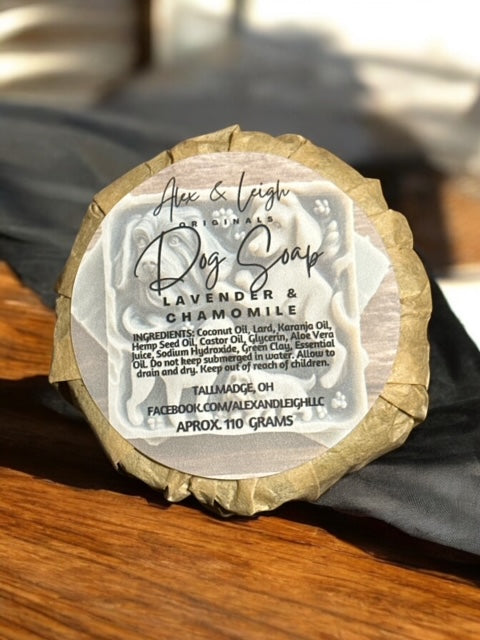 Alex & Leigh
ORIGINALS
Dog Soap
LAVENDER &
CHAMOMILE
INGREDIENTS: Coconut Oil, Lard, Karanja Oil,
Hemp Seed Oil, Castor Oil, Glycerin, Aloe Vera
Juice, Sodium Hydroxide, Green Clay, Essential
Oil. Do not keep submerged in water. Allow to
drain and dry. Keep out of reach of children.
TALLMADGE, OH
FACEBOOK.COM/ALEXANDLEIGHLLC
APROX. 110 GRAMS